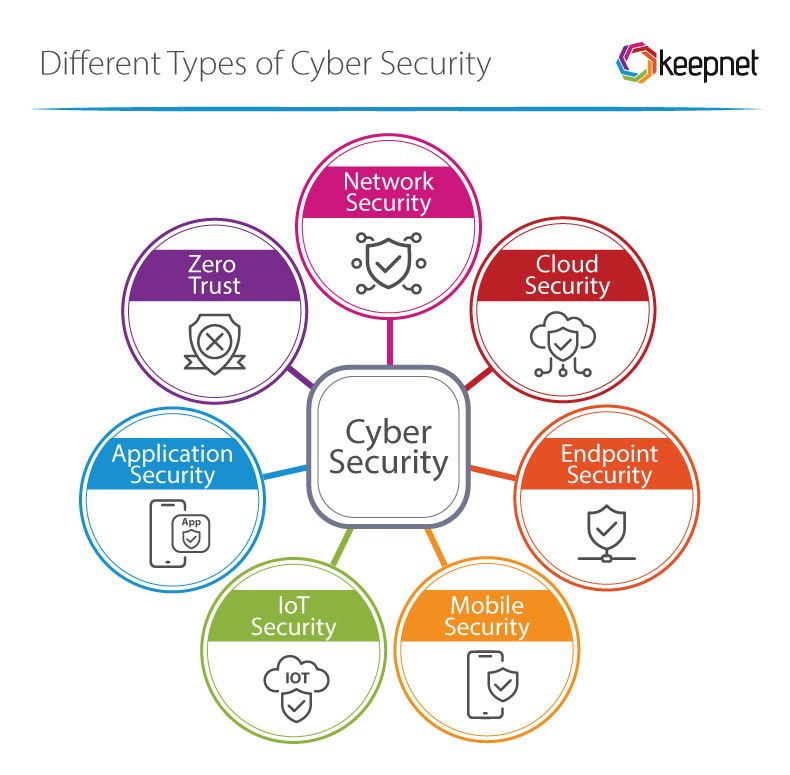 Different Types of Cyber Security
keepnet
Network
Security
Cloud
Security
Endpoint
Security
Mobile
Security
IoT
Security
IOT
Application
Security
App
Zero
Trust
Cyber
Security